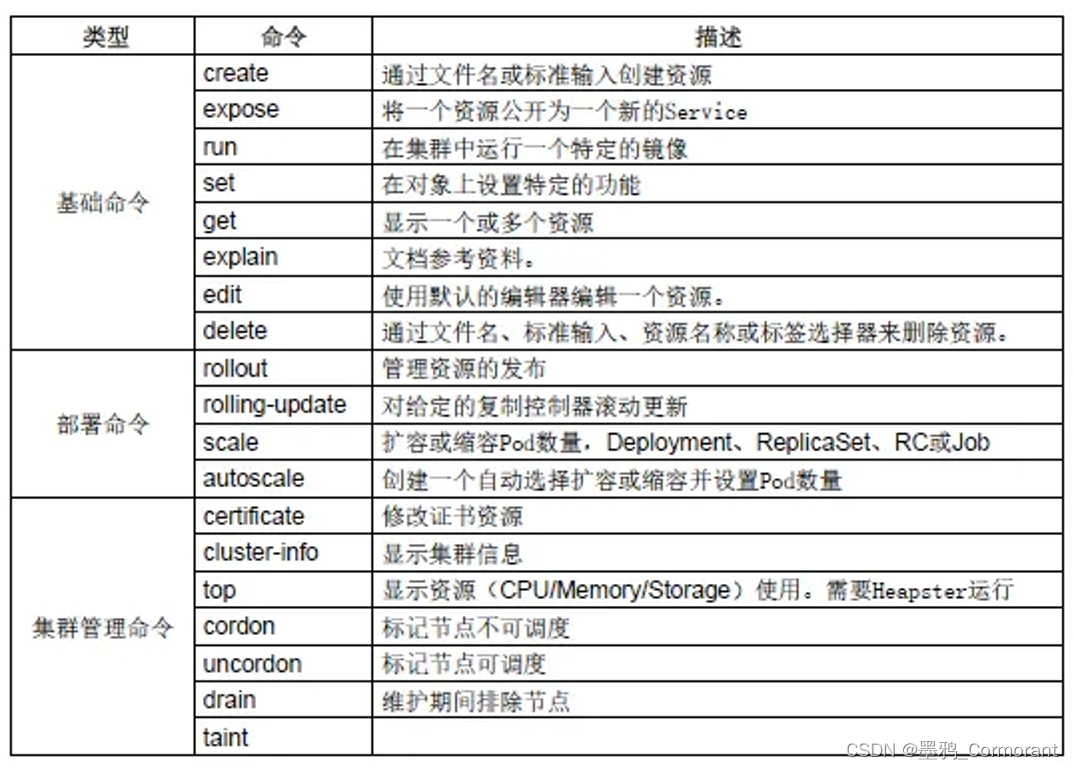 类型 命令 描述
create 通过文件名或标准输入创建资源
expose 将一个资源公开为一个新的Service
run 在集群中运行一个特定的镜像
set 在对象上设置特定的功能
基础命令
get 显示一个或多个资源
explain 文档参考资料。
edit 使用默认的编辑器编辑一个资源。
delete 通过文件名、标准输入、资源名称或标签选择器来删除资源。
rollout 管理资源的发布
rolling-update 对给定的复制控制器滚动更新
部署命令
scale 扩容或缩容Pod数量，Deployment、ReplicaSet、RC或Job
autoscale 创建一个自动选择扩容或缩容并设置Pod数量
certificate 修改证书资源
cluster-info 显示集群信息
top 显示资源（CPU/Memory/Storage）使用。需要Heapster运行
集群管理命令 cordon 标记节点不可调度
uncordon 标记节点可调度
drain 维护期间排除节点
taint
CSDN @墨鸦_Cormorant